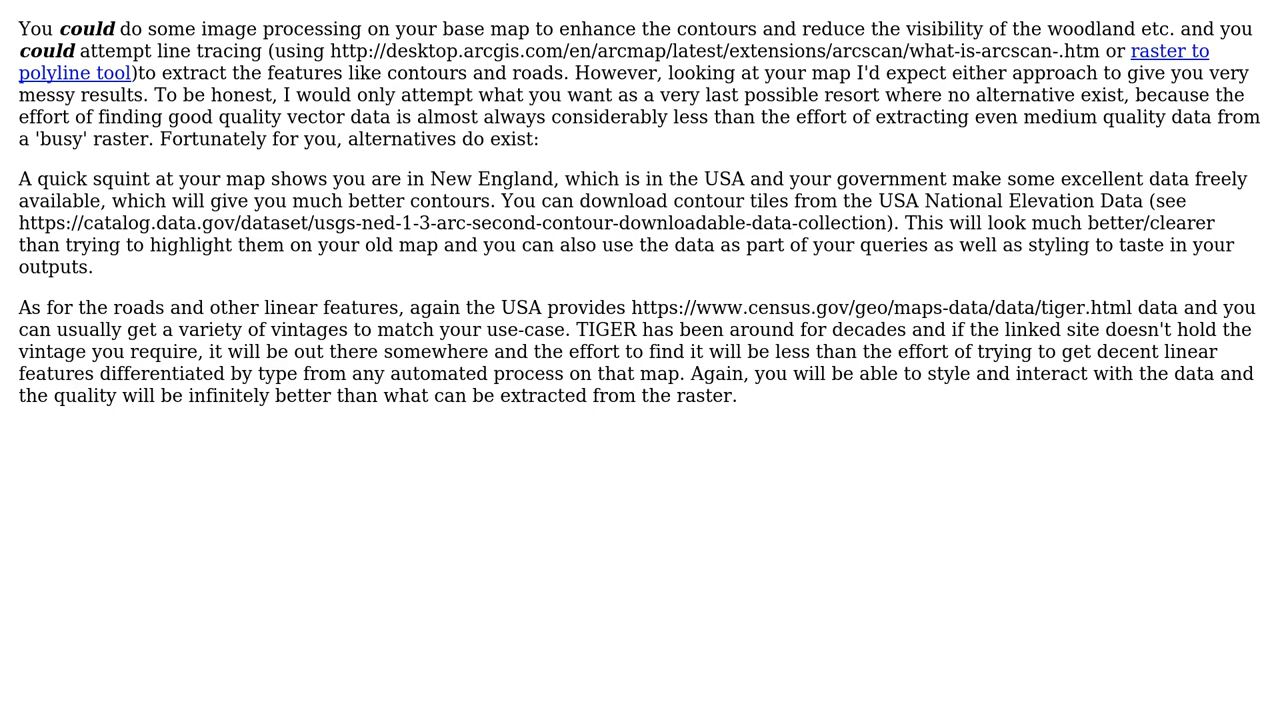 You could do some image processing on your base map to enhance the contours and reduce the visibility of the woodland etc. and you
could attempt line tracing (using http://desktop.arcgis.com/en/arcmap/latest/extensions/arcscan/what-is-arcscan-.htm or raster to
polyline tool)to extract the features like contours and roads. However, looking at your map I'd expect either approach to give you very
messy results. To be honest, I would only attempt what you want as a very last possible resort where no alternative exist, because the
effort of finding good quality vector data is almost always considerably less than the effort of extracting even medium quality data from
a 'busy' raster. Fortunately for you, alternatives do exist:
A quick squint at your map shows you are in New England, which is in the USA and your government make some excellent data freely
available, which will give you much better contours. You can download contour tiles from the USA National Elevation Data (see
https://catalog.data.gov/dataset/usgs-ned-1-3-arc-second-contour-downloadable-data-collection). This will look much better/clearer
than trying to highlight them on your old map and you can also use the data as part of your queries as well as styling to taste in your
outputs.
As for the roads and other linear features, again the USA provides https://www.census.gov/geo/maps-data/data/tiger.html data and you
can usually get a variety of vintages to match your use-case. TIGER has been around for decades and if the linked site doesn't hold the
vintage you require, it will be out there somewhere and the effort to find it will be less than the effort of trying to get decent linear
features differentiated by type from any automated process on that map. Again, you will be able to style and interact with the data and
the quality will be infinitely better than what can be extracted from the raster.